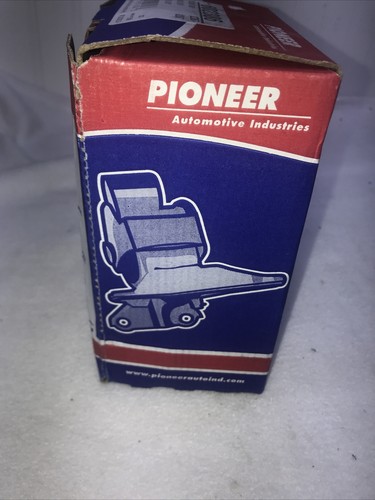 PIONEER
Automotive Industries
www.pioneerautoind.com